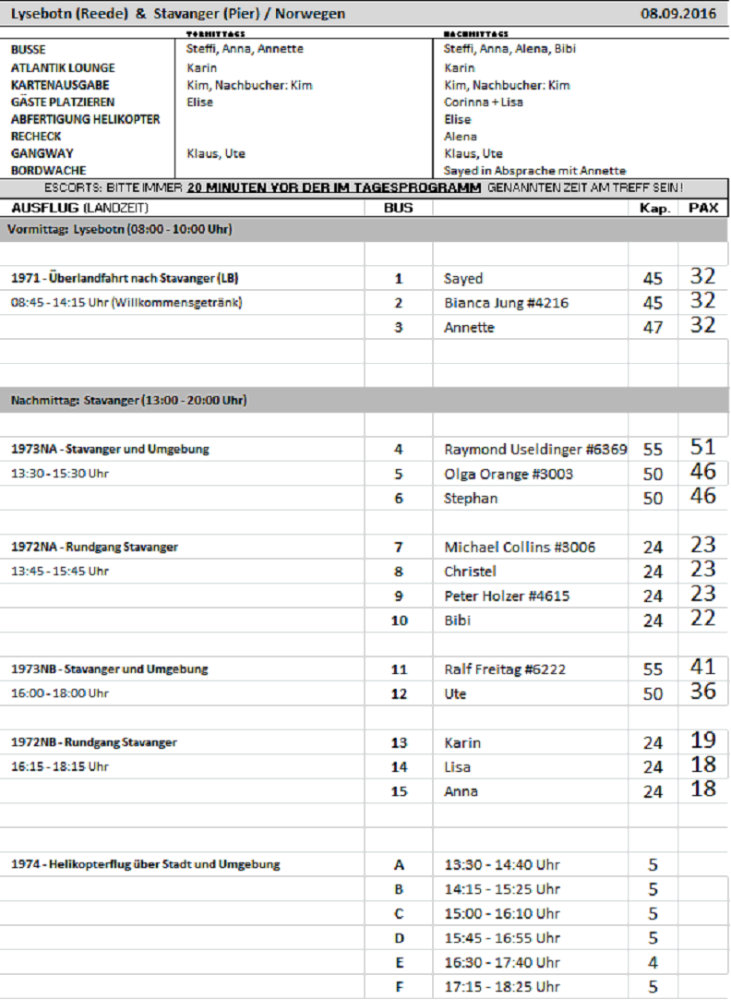 Lysebotn (Reede) & Stavanger (Pier) / Norwegen 08.09.2016
VORMITTAGS NACHMITTAGS
BUSSE Steffi, Anna, Annette Steffi, Anna, Alena, Bibi
ATLANTIK LOUNGE Karin Karin
KARTENAUSGABE Kim, Nachbucher: Kim Kim, Nachbucher: Kim
GÄSTE PLATZIEREN Elise Corinna + Lisa
ABFERTIGUNG HELIKOPTER Elise
RECHECK Alena
GANGWAY Klaus, Ute Klaus, Ute
BORDWACHE Sayed in Absprache mit Annette
ESCORTS: BITTE IMMER 20 MINUTEN VOR DER IM TAGESPROGRAMM GENANNTEN ZEIT AM TREFF SEIN!
AUSFLUG (LANDZEIT) BUS Kap. PAX
Vormittag: Lysebotn (08:00 - 10:00 Uhr)
1971 - Überlandfahrt nach Stavanger (LB) 1 Sayed 45 32
08:45 - 14:15 Uhr (Willkommensgetränk) 2 Bianca Jung #4216 45 32
3 Annette 47 32
Nachmittag: Stavanger (13:00 - 20:00 Uhr)
1973NA - Stavanger und Umgebung 4 Raymond Useldinger #6369 55 51
13:30 - 15:30 Uhr 5 Olga Orange #3003 50 46
6 Stephan 50 46
1972NA - Rundgang Stavanger 7 Michael Collins #3006 24 23
13:45 - 15:45 Uhr 8 Christel 24 23
9 Peter Holzer #4615 24 23
10 Bibi 24 22
1973NB - Stavanger und Umgebung 11 Ralf Freitag #6222 55 41
16:00 - 18:00 Uhr 12 Ute 50 36
1972NB - Rundgang Stavanger 13 Karin 24 19
16:15 - 18:15 Uhr 14 Lisa 24 18
15 Anna 24 18
1974 - Helikopterflug über Stadt und Umgebung A 13:30 - 14:40 Uhr 5
B 14:15 - 15:25 Uhr 5
C 15:00 - 16:10 Uhr 5
D 15:45 - 16:55 Uhr 5
E 16:30 - 17:40 Uhr 4
F 17:15 - 18:25 Uhr 5